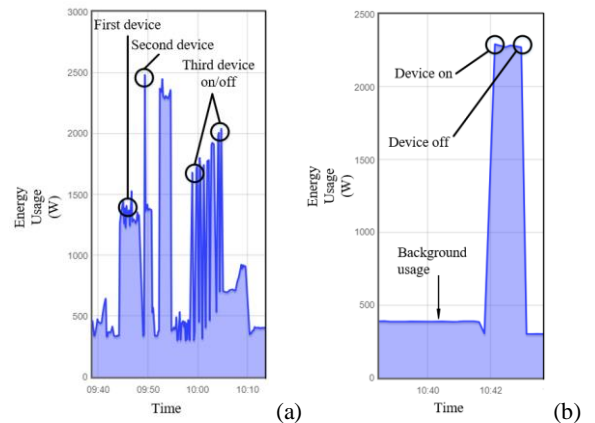 3000
2500
2000
1500
1000
500
0
Energy
Usage
(W)
First device
Second device
Third device
on/off
09:40
09:50
10:00
10:10
Time
(a)
2500
2000
1500
1000
500
0
Energy
Usage
(W)
Device on
Device off
Background
usage
10:40
10:42
Time
(b)